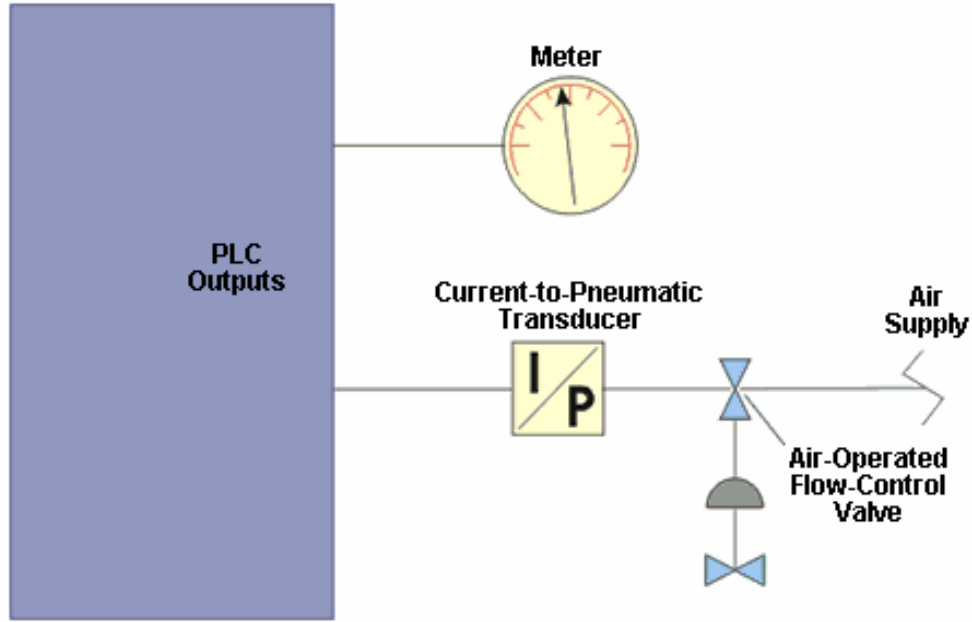 Meter
PLC
Outputs
Current-to-Pneumatic
Transducer
Air
Supply
I
P
Air-Operated
Flow-Control
Valve